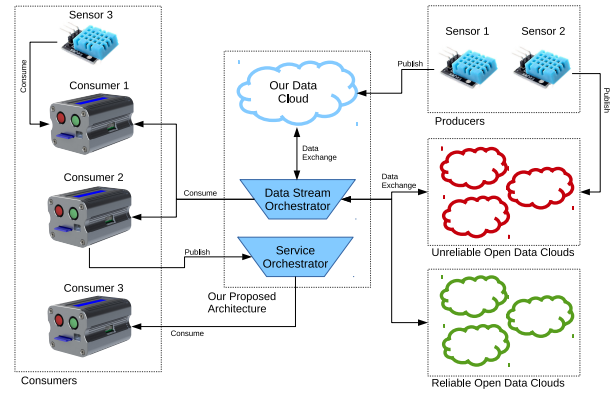 Sensor 3
Consume
Consumer 1
Consumer 2
Consumer 3
Consumers
Our Data
Cloud
Data
Exchange
Data Stream
Orchestrator
Consume
Publish
Service
Orchestrator
Our Proposed
Architecture
Consume
Publish
Sensor 1
Sensor 2
Producers
Publish
Data
Exchange
Unreliable Open Data Clouds
Reliable Open Data Clouds